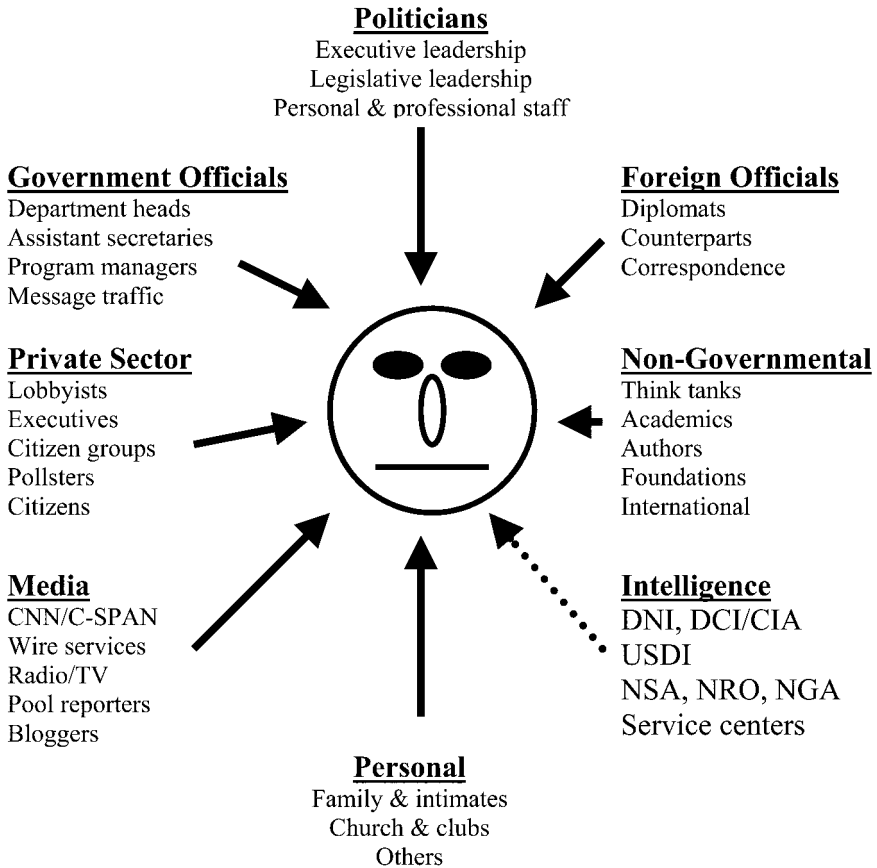 Politicians
Executive leadership
Legislative leadership
Personal & professional staff
Government Officials
Department heads
Assistant secretaries
Program managers
Message traffic
Foreign Officials
Diplomats
Counterparts
Correspondence
Private Sector
Lobbyists
Executives
Citizen groups
Pollsters
Citizens
Non-Governmental
Think tanks
Academics
Authors
Foundations
International
Media
CNN/C-SPAN
Wire services
Radio/TV
Pool reporters
Bloggers
Intelligence
DNI, DCI/CIA
USDI
NSA, NRO, NGA
Service centers
Personal
Family & intimates
Church & clubs
Others